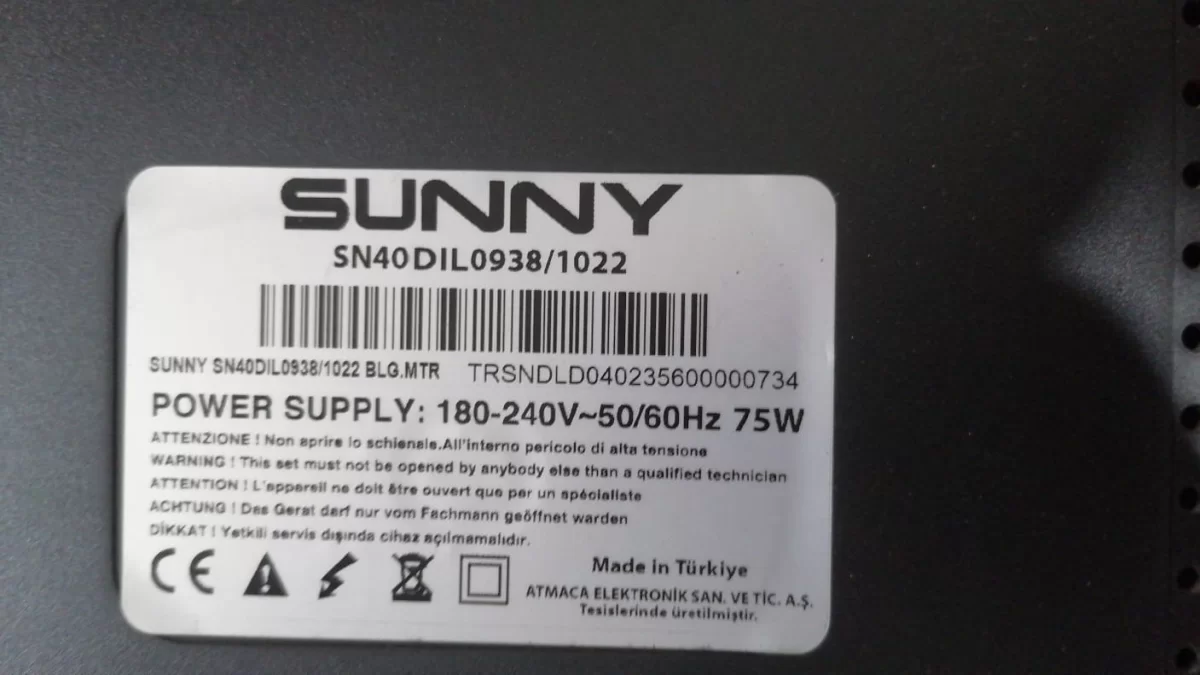 SUNNY
SN40DIL0938/1022
SUNNY SN40DIL0938/1022 BLG.MTR TRSNDLD040235600000734
POWER SUPPLY: 180-240V~50/60Hz 75W
ATTENZIONE ! Non aprire lo schienale.All'interno pericolo di alta tensione
WARNING ! This set must not be opened by anybody else than a qualified technician
ATTENTION ! L'appareil ne doit être ouvert que par un spécialiste
ACHTUNG ! Das Gerat darf nur vom Fachmann geöffnet warden
DİKKAT ! Yetkili servis dışında cihaz açılmamalıdır.
CE
Made in Türkiye
ATMACA ELEKTRONİK SAN. VE TİC. A.Ş.
Tesislerinde üretilmiştir.